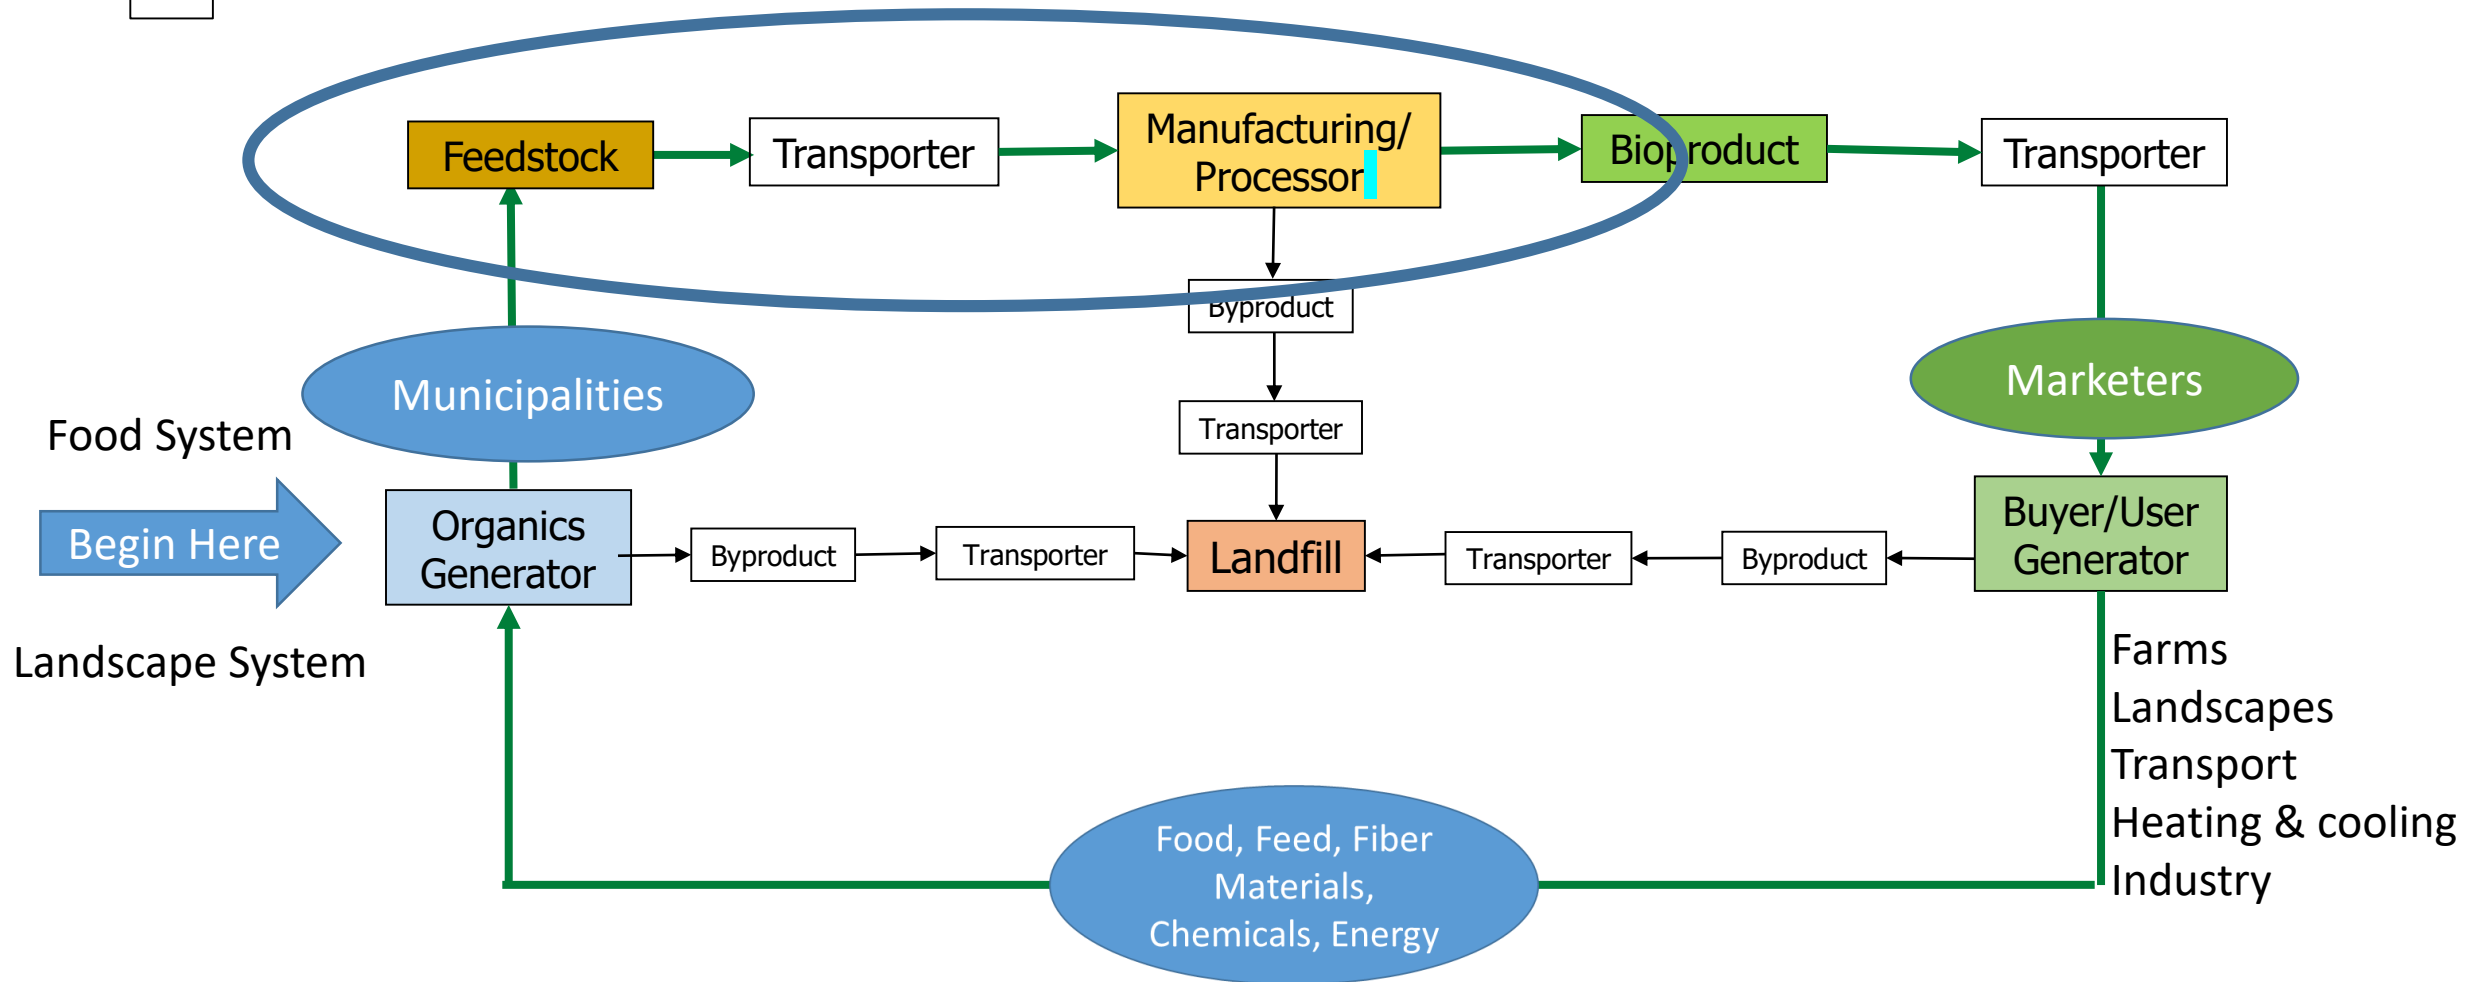 Feedstock
Transporter
Manufacturing/
Processor
Bioproduct
Transporter
Byproduct
Municipalities
Marketers
Transporter
Food System
Begin Here
Organics
Generator
Byproduct
Transporter
Landfill
Transporter
Byproduct
Buyer/User
Generator
Landscape System
Farms
Landscapes
Transport
Heating & cooling
Industry
Food, Feed, Fiber
Materials,
Chemicals, Energy